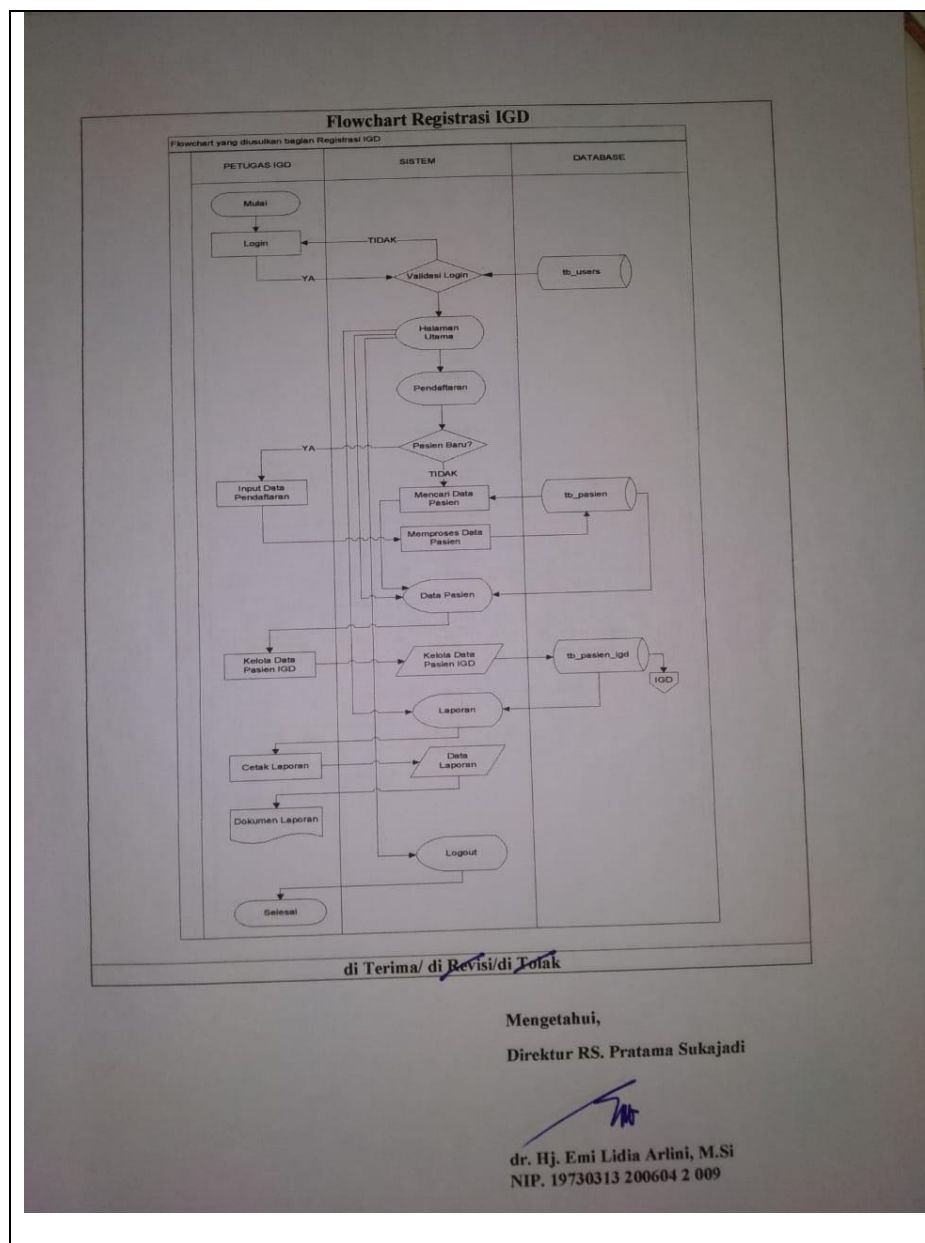 Flowchart Registrasi IGD
Flowchart yang diusulkan bagian Registrasi IGD
PETUGAS IGD
SISTEM
DATABASE
Mulai
Login
TIDAK
YA
Validasi Login
tb_users
Halaman
Utama
Pendaftaran
YA
Pasien Baru?
TIDAK
Input Data
Pendaftaran
Mencari Data
Pasien
tb_pasien
Memproses Data
Pasien
Data Pasien
Kelola Data
Pasien IGD
Kelola Data
Pasien IGD
tb_pasien_igd
IGD
Laporan
Cetak Laporan
Data
Laporan
Dokumen Laporan
Logout
Selesai
di Terima/ di Revisi/di Tolak
Mengetahui,
Direktur RS. Pratama Sukajadi
dr. Hj. Emi Lidia Arlini, M.Si
NIP. 19730313 200604 2 009